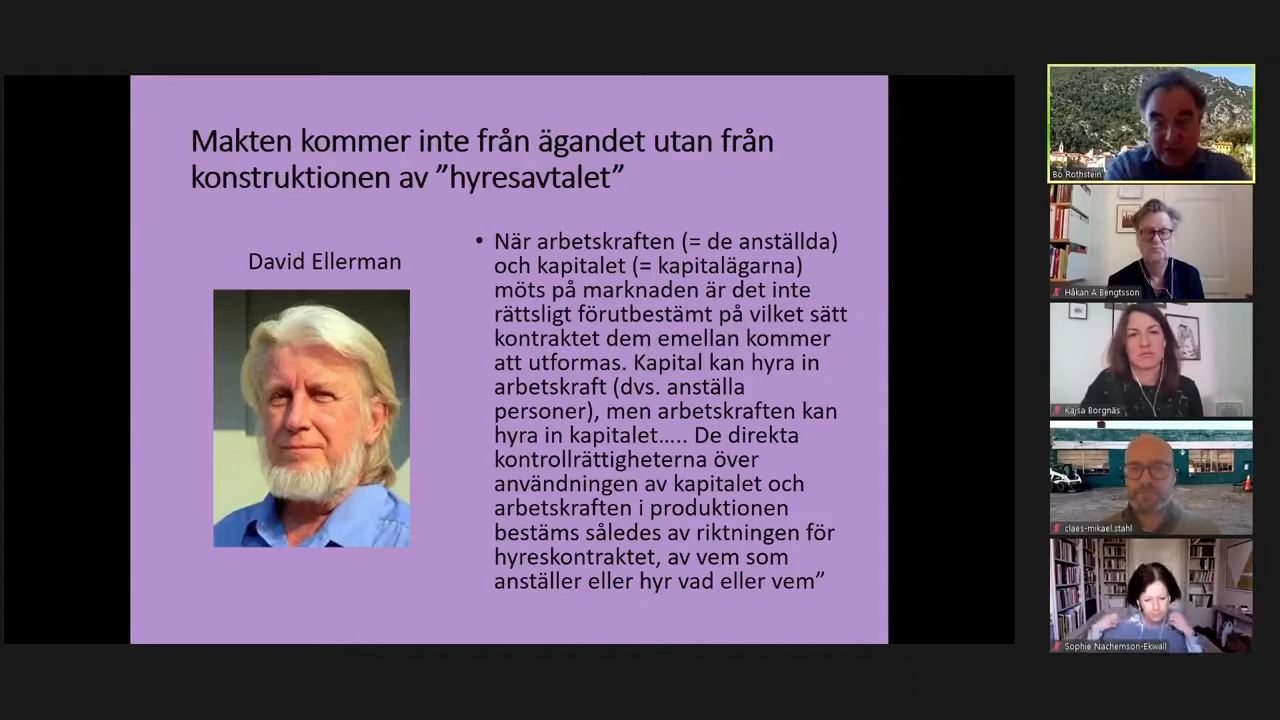 Makten kommer inte från ägandet utan från
konstruktionen av ”hyresavtalet”
David Ellerman
• När arbetskraften (= de anställda)
och kapitalet (= kapitalägarna)
möts på marknaden är det inte
rättsligt förutbestämt på vilket sätt
kontraktet dem emellan kommer
att utformas. Kapital kan hyra in
arbetskraft (dvs. anställa
personer), men arbetskraften kan
hyra in kapitalet….. De direkta
kontrollrättigheterna över
användningen av kapitalet och
arbetskraften i produktionen
bestäms således av riktningen för
hyreskontraktet, av vem som
anställer eller hyr vad eller vem”
Bo Rothstein
Håkan A Bengtsson
Kajsa Borgnäs
claes-mikael.stahl
Sophie Nachemson-Ekwall